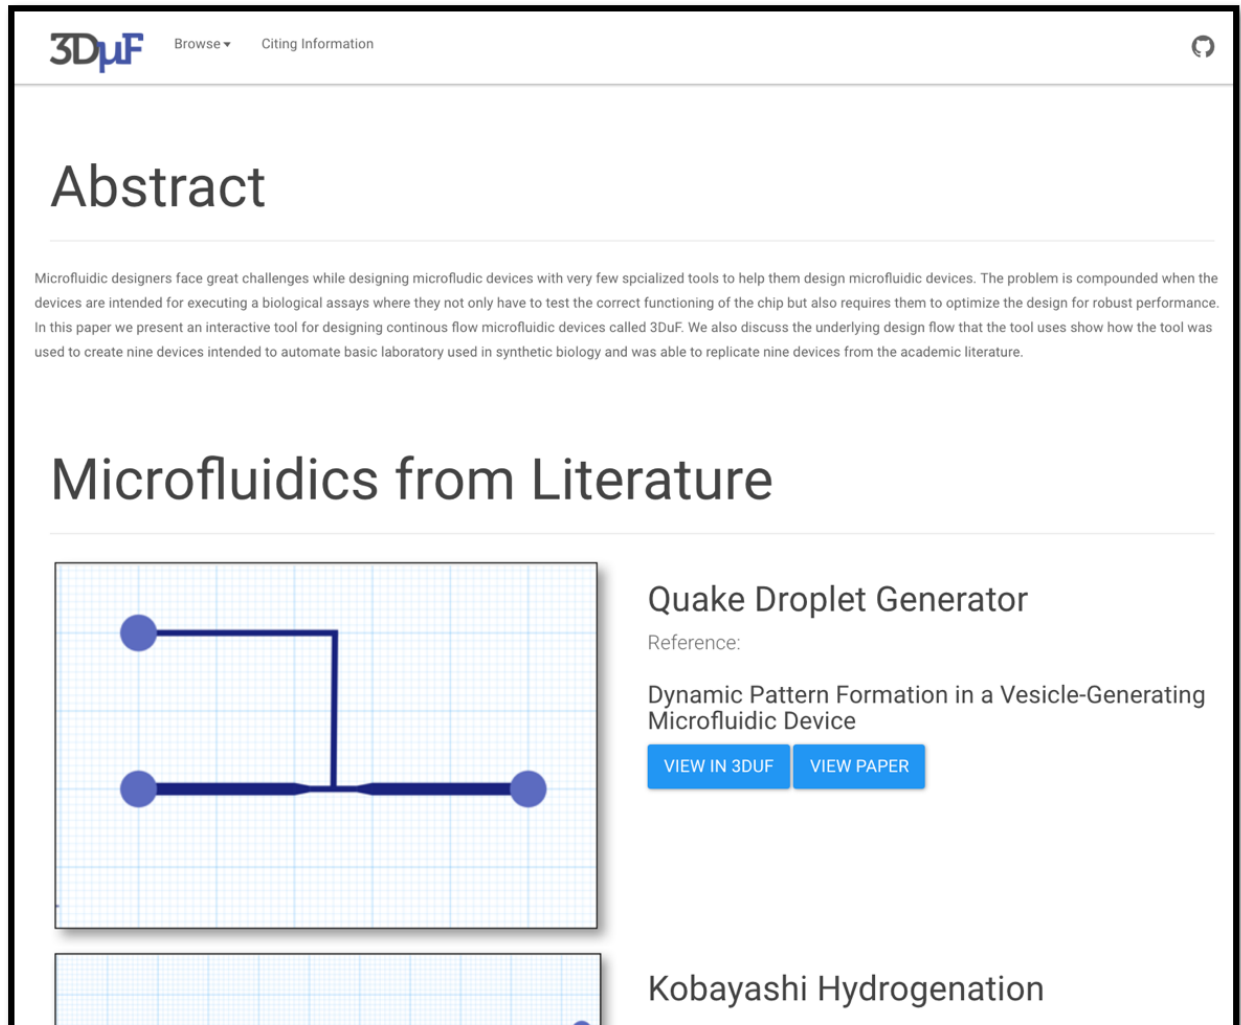 3DμF Browse Citing Information
Abstract
Microfluidic designers face great challenges while designing microfludic devices with very few spcialized tools to help them design microfluidic devices. The problem is compounded when the
devices are intended for executing a biological assays where they not only have to test the correct functioning of the chip but also requires them to optimize the design for robust performance.
In this paper we present an interactive tool for designing continous flow microfluidic devices called 3DuF. We also discuss the underlying design flow that the tool uses show how the tool was
used to create nine devices intended to automate basic laboratory used in synthetic biology and was able to replicate nine devices from the academic literature.
Microfluidics from Literature
Quake Droplet Generator
Reference:
Dynamic Pattern Formation in a Vesicle-Generating
Microfluidic Device
VIEW IN 3DUF VIEW PAPER
Kobayashi Hydrogenation